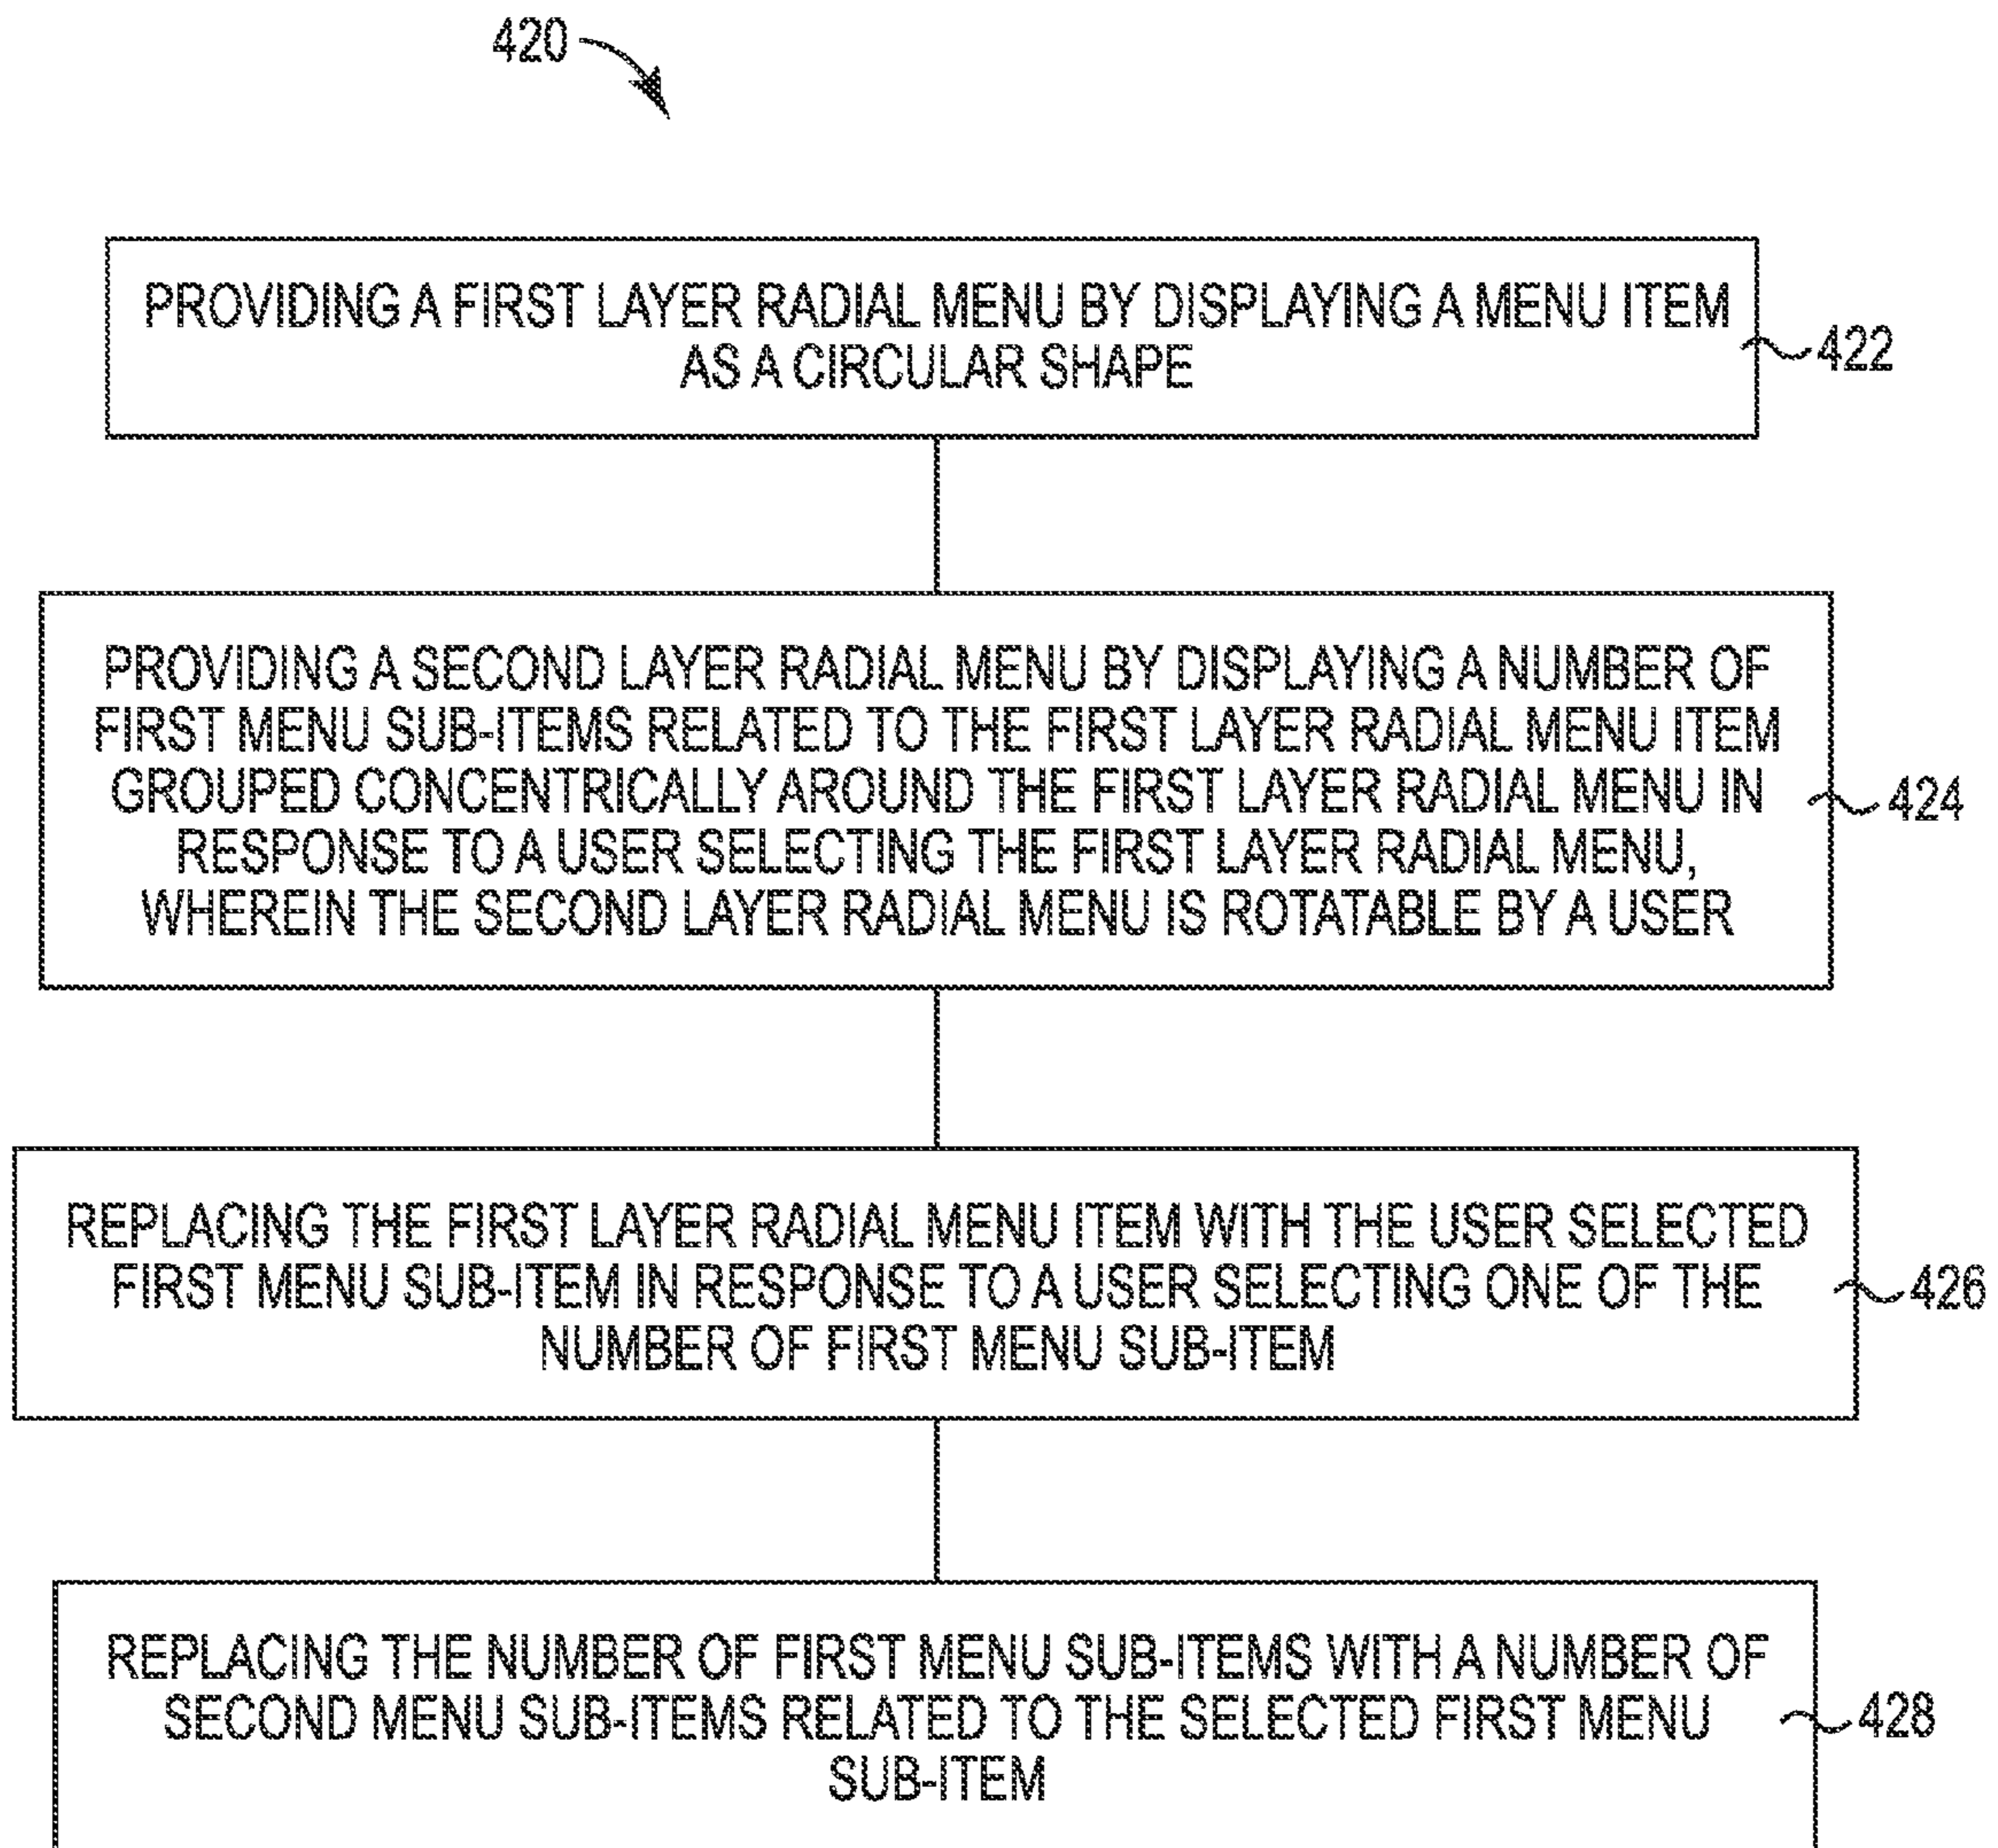 420
PROVIDING A FIRST LAYER RADIAL MENU BY DISPLAYING A MENU ITEM
AS A CIRCULAR SHAPE
422
PROVIDING A SECOND LAYER RADIAL MENU BY DISPLAYING A NUMBER OF
FIRST MENU SUB-ITEMS RELATED TO THE FIRST LAYER RADIAL MENU ITEM
GROUPED CONCENTRICALLY AROUND THE FIRST LAYER RADIAL MENU IN
RESPONSE TO A USER SELECTING THE FIRST LAYER RADIAL MENU,
WHEREIN THE SECOND LAYER RADIAL MENU IS ROTATABLE BY A USER
424
REPLACING THE FIRST LAYER RADIAL MENU ITEM WITH THE USER SELECTED
FIRST MENU SUB-ITEM IN RESPONSE TO A USER SELECTING ONE OF THE
NUMBER OF FIRST MENU SUB-ITEM
426
REPLACING THE NUMBER OF FIRST MENU SUB-ITEMS WITH A NUMBER OF
SECOND MENU SUB-ITEMS RELATED TO THE SELECTED FIRST MENU
SUB-ITEM
428